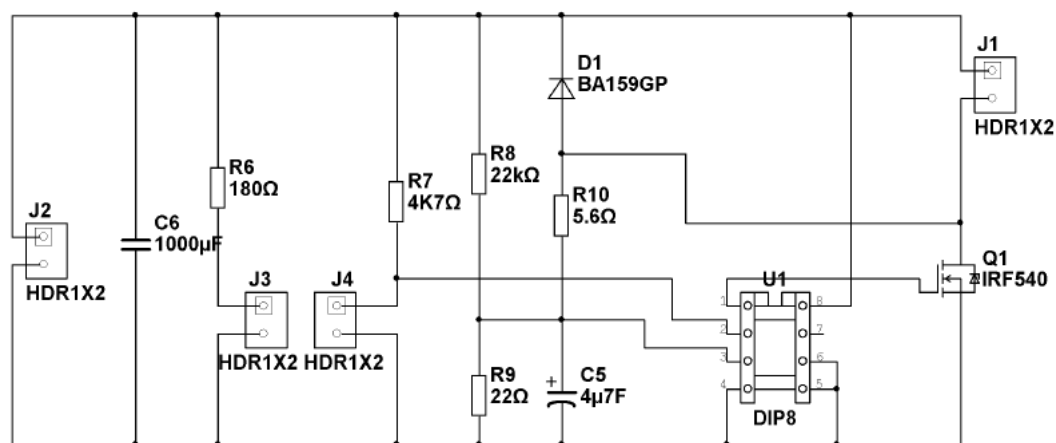 J1
HDR1X2
D1
BA159GP
R6
180Ω
R7
4K7Ω
R8
22kΩ
R10
5.6Ω
J2
HDR1X2
C6
1000µF
J3
HDR1X2
J4
HDR1X2
Q1
IRF540
U1
1 8
2 7
3 6
4 5
DIP8
R9
22Ω
+
C5
4µ7F